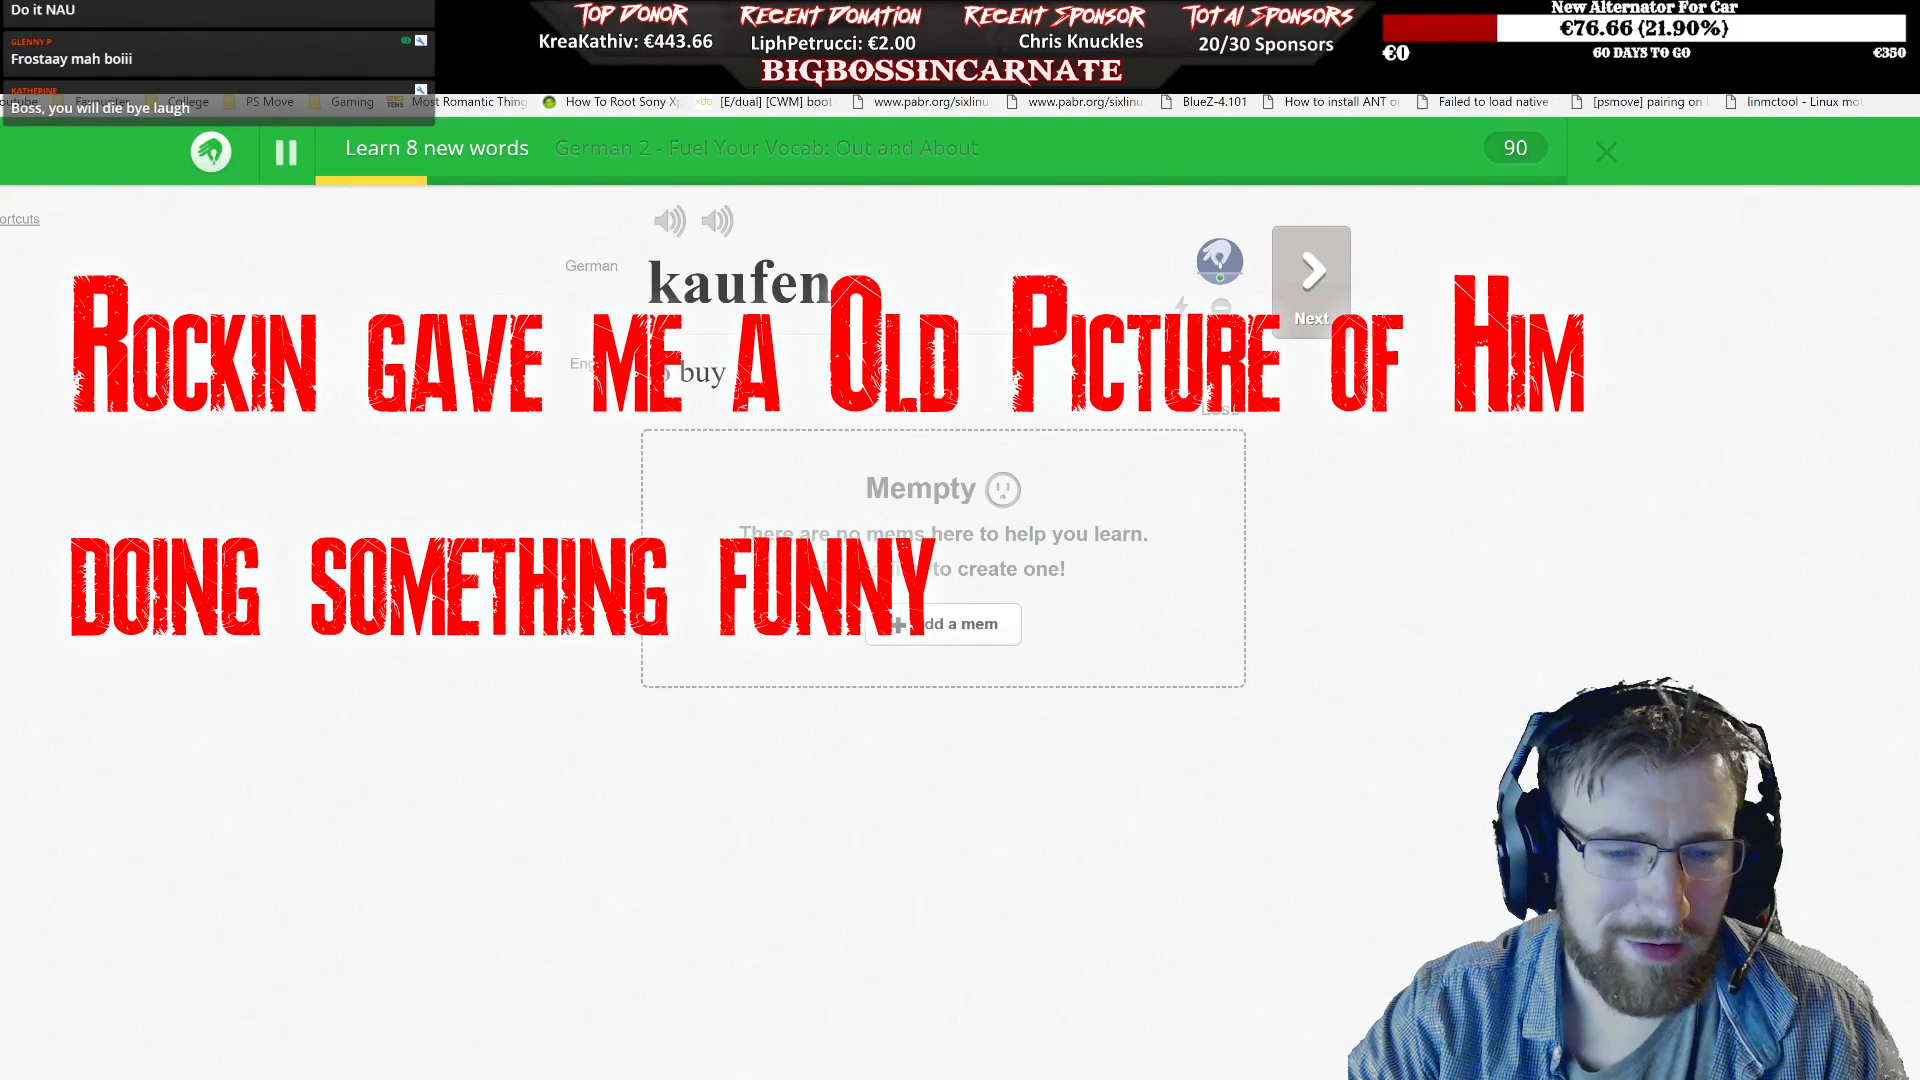 Do it NAU
GLENNY P
Frostaay mah boiii
KATHERINE
Boss, you will die bye laugh
TOP DONOR
KreaKathiv: €443.66
RECENT DONATION
LiphPetrucci: €2.00
RECENT SPONSOR
Chris Knuckles
TOTAL SPONSORS
20/30 Sponsors
BIGBOSSINCARNATE
New Alternator For Car
€76.66 (21.90%)
€0 60 DAYS TO GO €350
College PS Move Gaming Most Romantic Thing How To Root Sony Xp [E/dual] [CWM] boot www.pabr.org/sixlinu www.pabr.org/sixlinu BlueZ-4.101 How to install ANT Failed to load native [psmove] pairing on linmctool - Linux mot
Learn 8 new words German 2 - Fuel Your Vocab: Out and About 90
ortcuts
German kaufen
Next
buy
ROCKIN GAVE ME A OLD PICTURE OF HIM
DOING SOMETHING FUNNY
Mempty
There are no mems here to help you learn.
to create one!
a mem